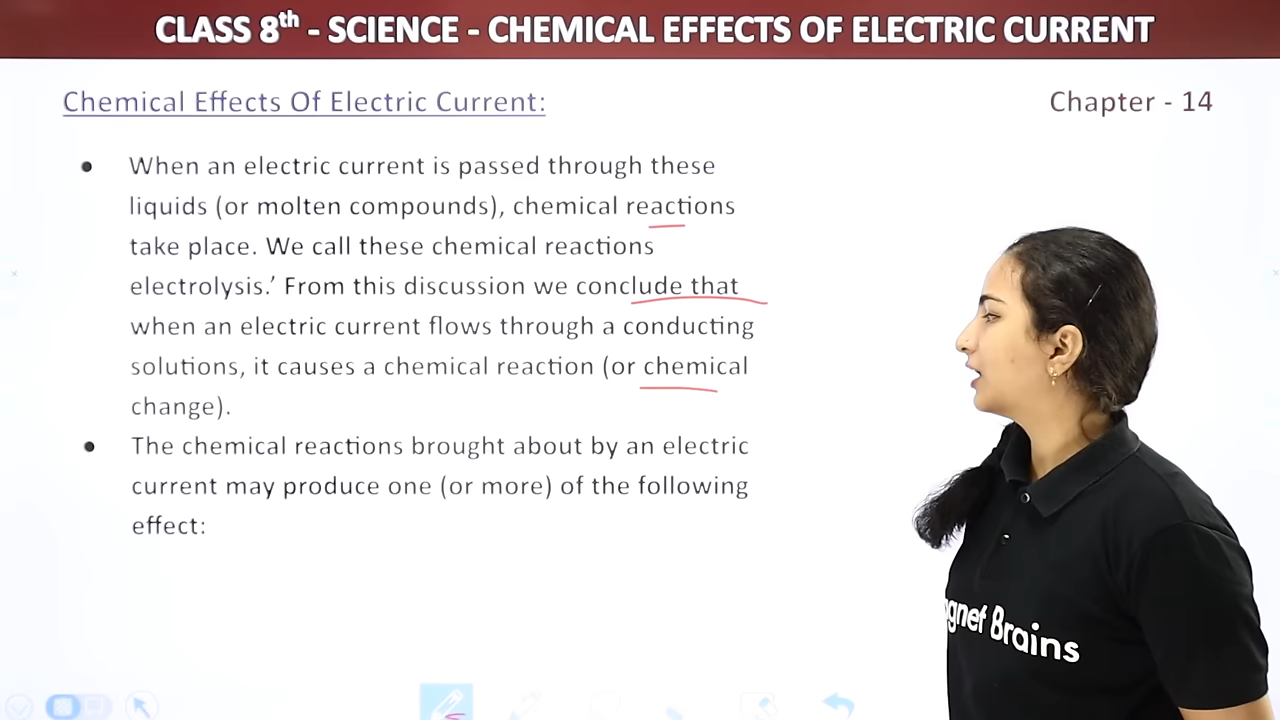 CLASS 8th - SCIENCE - CHEMICAL EFFECTS OF ELECTRIC CURRENT
Chemical Effects Of Electric Current:
Chapter - 14
• When an electric current is passed through these
liquids (or molten compounds), chemical reactions
take place. We call these chemical reactions
electrolysis.’ From this discussion we conclude that
when an electric current flows through a conducting
solutions, it causes a chemical reaction (or chemical
change).
• The chemical reactions brought about by an electric
current may produce one (or more) of the following
effect:
gnet Brains